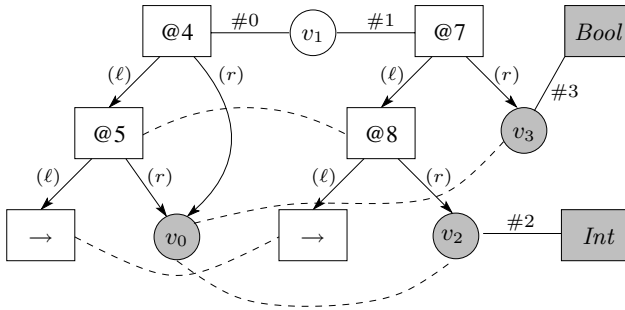 @4 #0 v1 #1 @7 Bool
(ℓ) (r) (ℓ) (r) #3
@5 @8 v3
(ℓ) (r) (ℓ) (r)
→ v0 → v2 #2 Int